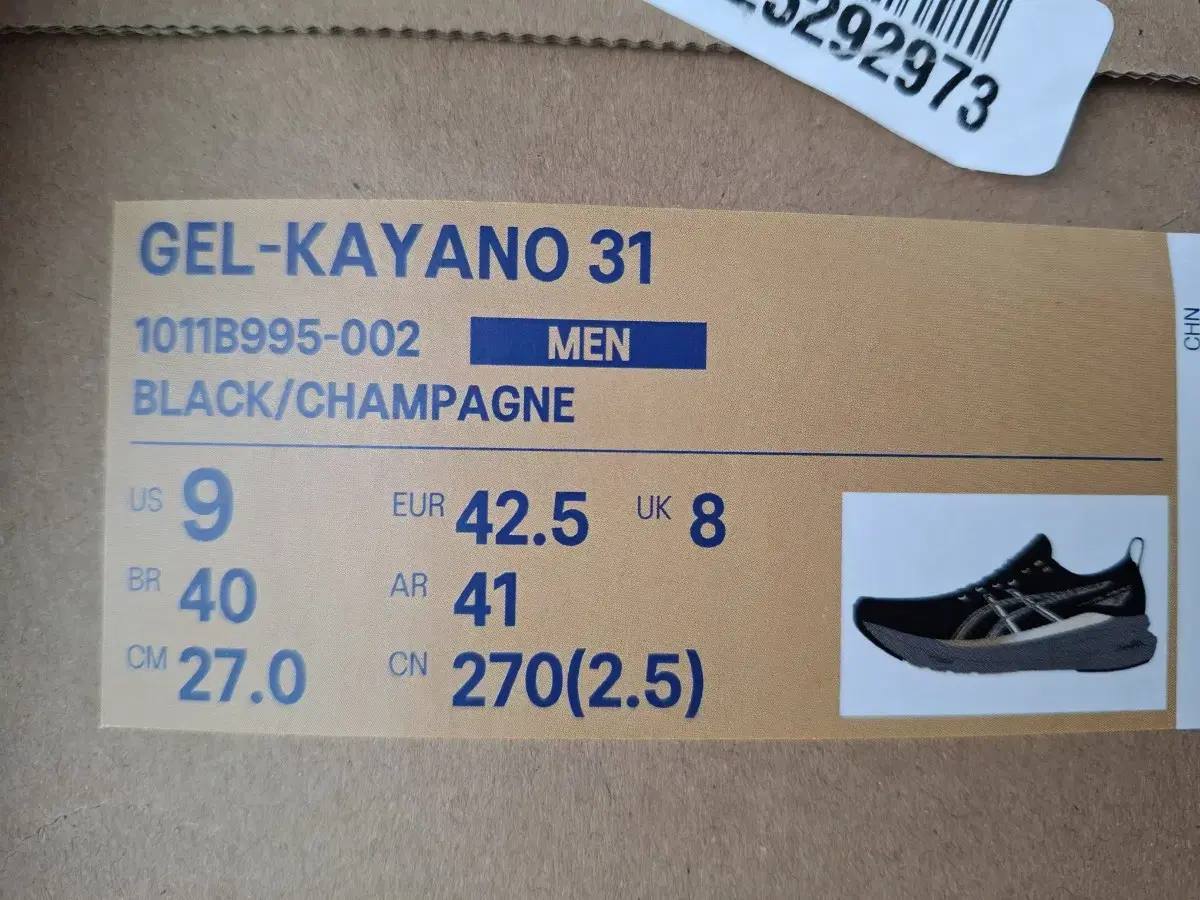 GEL-KAYANO 31
1011B995-002 MEN
BLACK/CHAMPAGNE
US 9 EUR 42.5 UK 8
BR 40 AR 41
CM 27.0 CN 270(2.5)
CHN